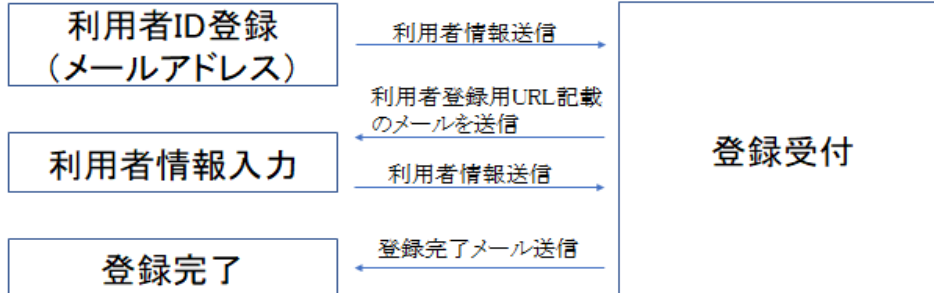 利用者ID登録
（メールアドレス）
利用者情報送信
利用者登録用URL記載
のメールを送信
利用者情報入力
利用者情報送信
登録受付
登録完了メール送信
登録完了